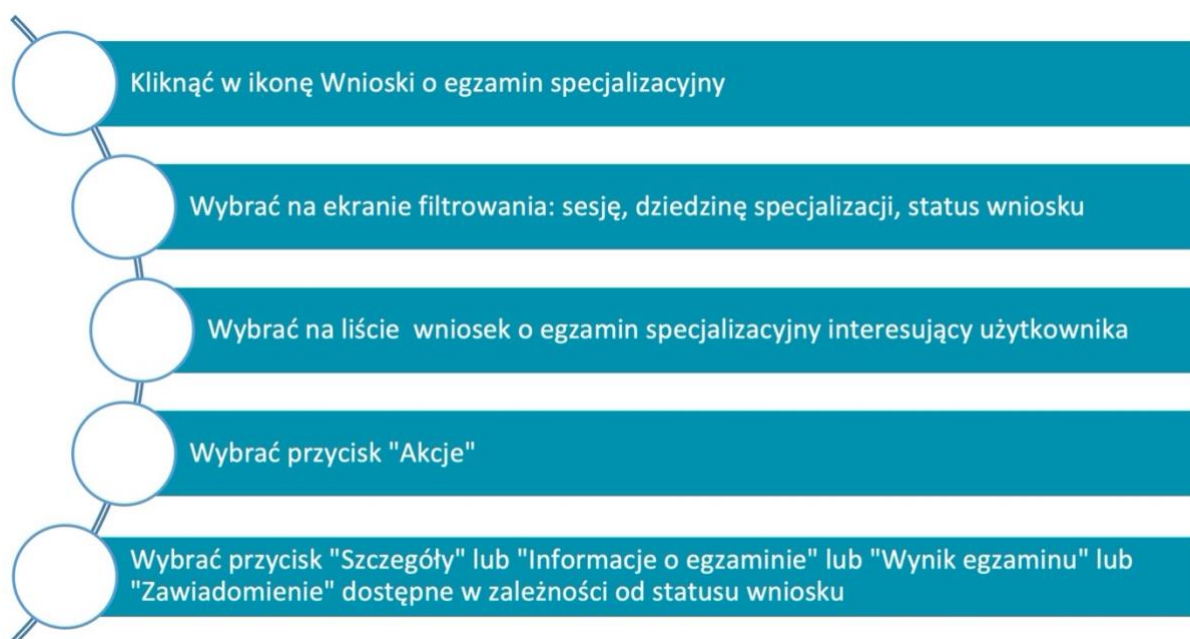 Kliknąć w ikonę Wnioski o egzamin specjalizacyjny
Wybrać na ekranie filtrowania: sesję, dziedzinę specjalizacji, status wniosku
Wybrać na liście  wniosek o egzamin specjalizacyjny interesujący użytkownika
Wybrać przycisk "Akcje"
Wybrać przycisk "Szczegóły" lub "Informacje o egzaminie" lub "Wynik egzaminu" lub
"Zawiadomienie" dostępne w zależności od statusu wniosku